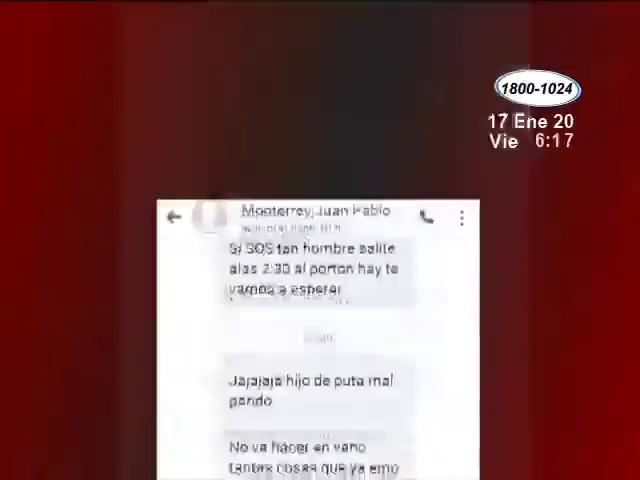 1800-1024
17 Ene 20
Vie 6:17
Monterrey,Juan Pablo
Si SOS tan hombre salite
alas 2:30 al porton hay te
vamos a esperar
Jajajaja hijo de puta mal
parido
No va hacer en vano
tantas cosas que ya emo